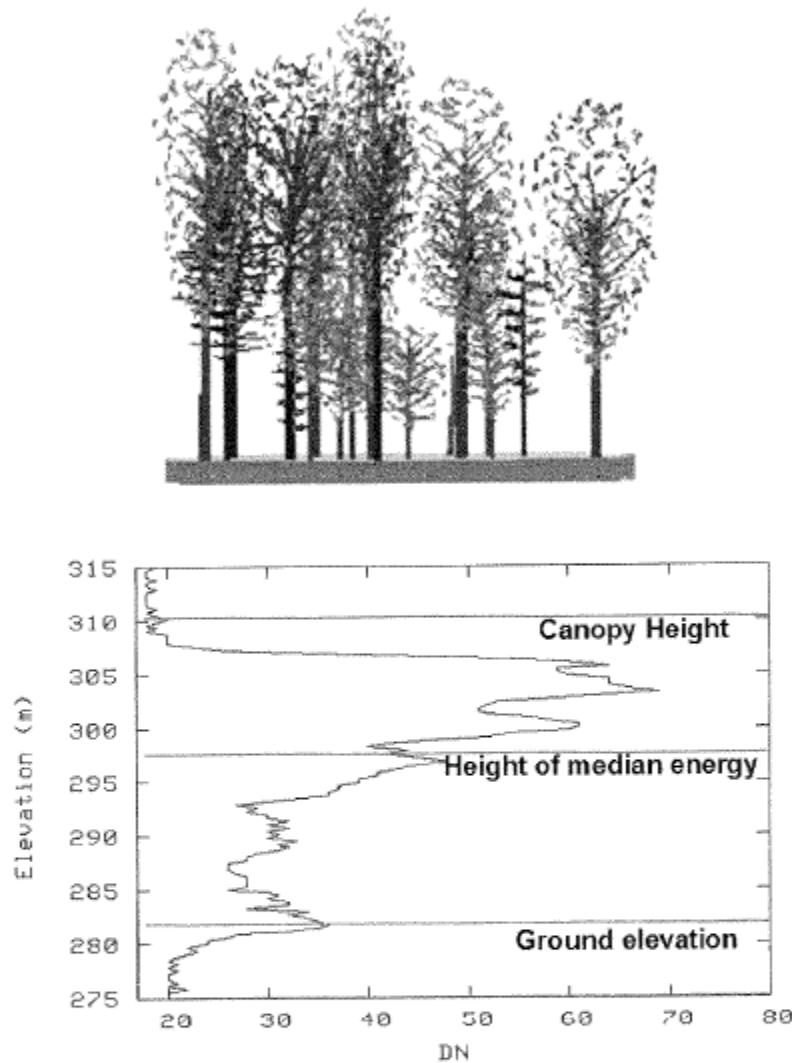 315
310
Canopy Height
305
300
295
Height of median energy
290
285
280
Ground elevation
275
Elevation (m)
20 30 40 50 60 70 80
DN